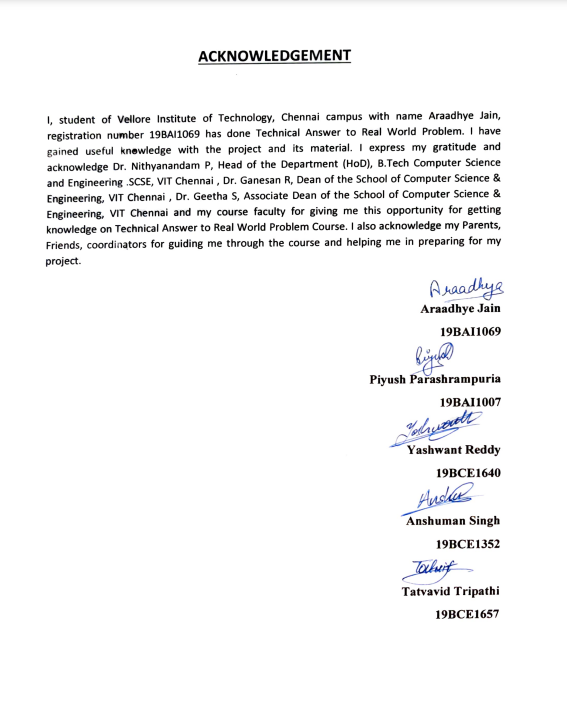 ACKNOWLEDGEMENT
I, student of Vellore Institute of Technology, Chennai campus with name Araadhye Jain,
registration number 19BAI1069 has done Technical Answer to Real World Problem. I have
gained useful knowledge with the project and its material. I express my gratitude and
acknowledge Dr. Nithyanandam P, Head of the Department (HoD), B.Tech Computer Science
and Engineering .SCSE, VIT Chennai , Dr. Ganesan R, Dean of the School of Computer Science &
Engineering, VIT Chennai , Dr. Geetha S, Associate Dean of the School of Computer Science &
Engineering, VIT Chennai and my course faculty for giving me this opportunity for getting
knowledge on Technical Answer to Real World Problem Course. I also acknowledge my Parents,
Friends, coordinators for guiding me through the course and helping me in preparing for my
project.
Araadhye
Araadhye Jain
19BAI1069
Piyush Parashrampuria
19BAI1007
Yashwant Reddy
19BCE1640
Anshuman Singh
19BCE1352
Tatvavid Tripathi
19BCE1657